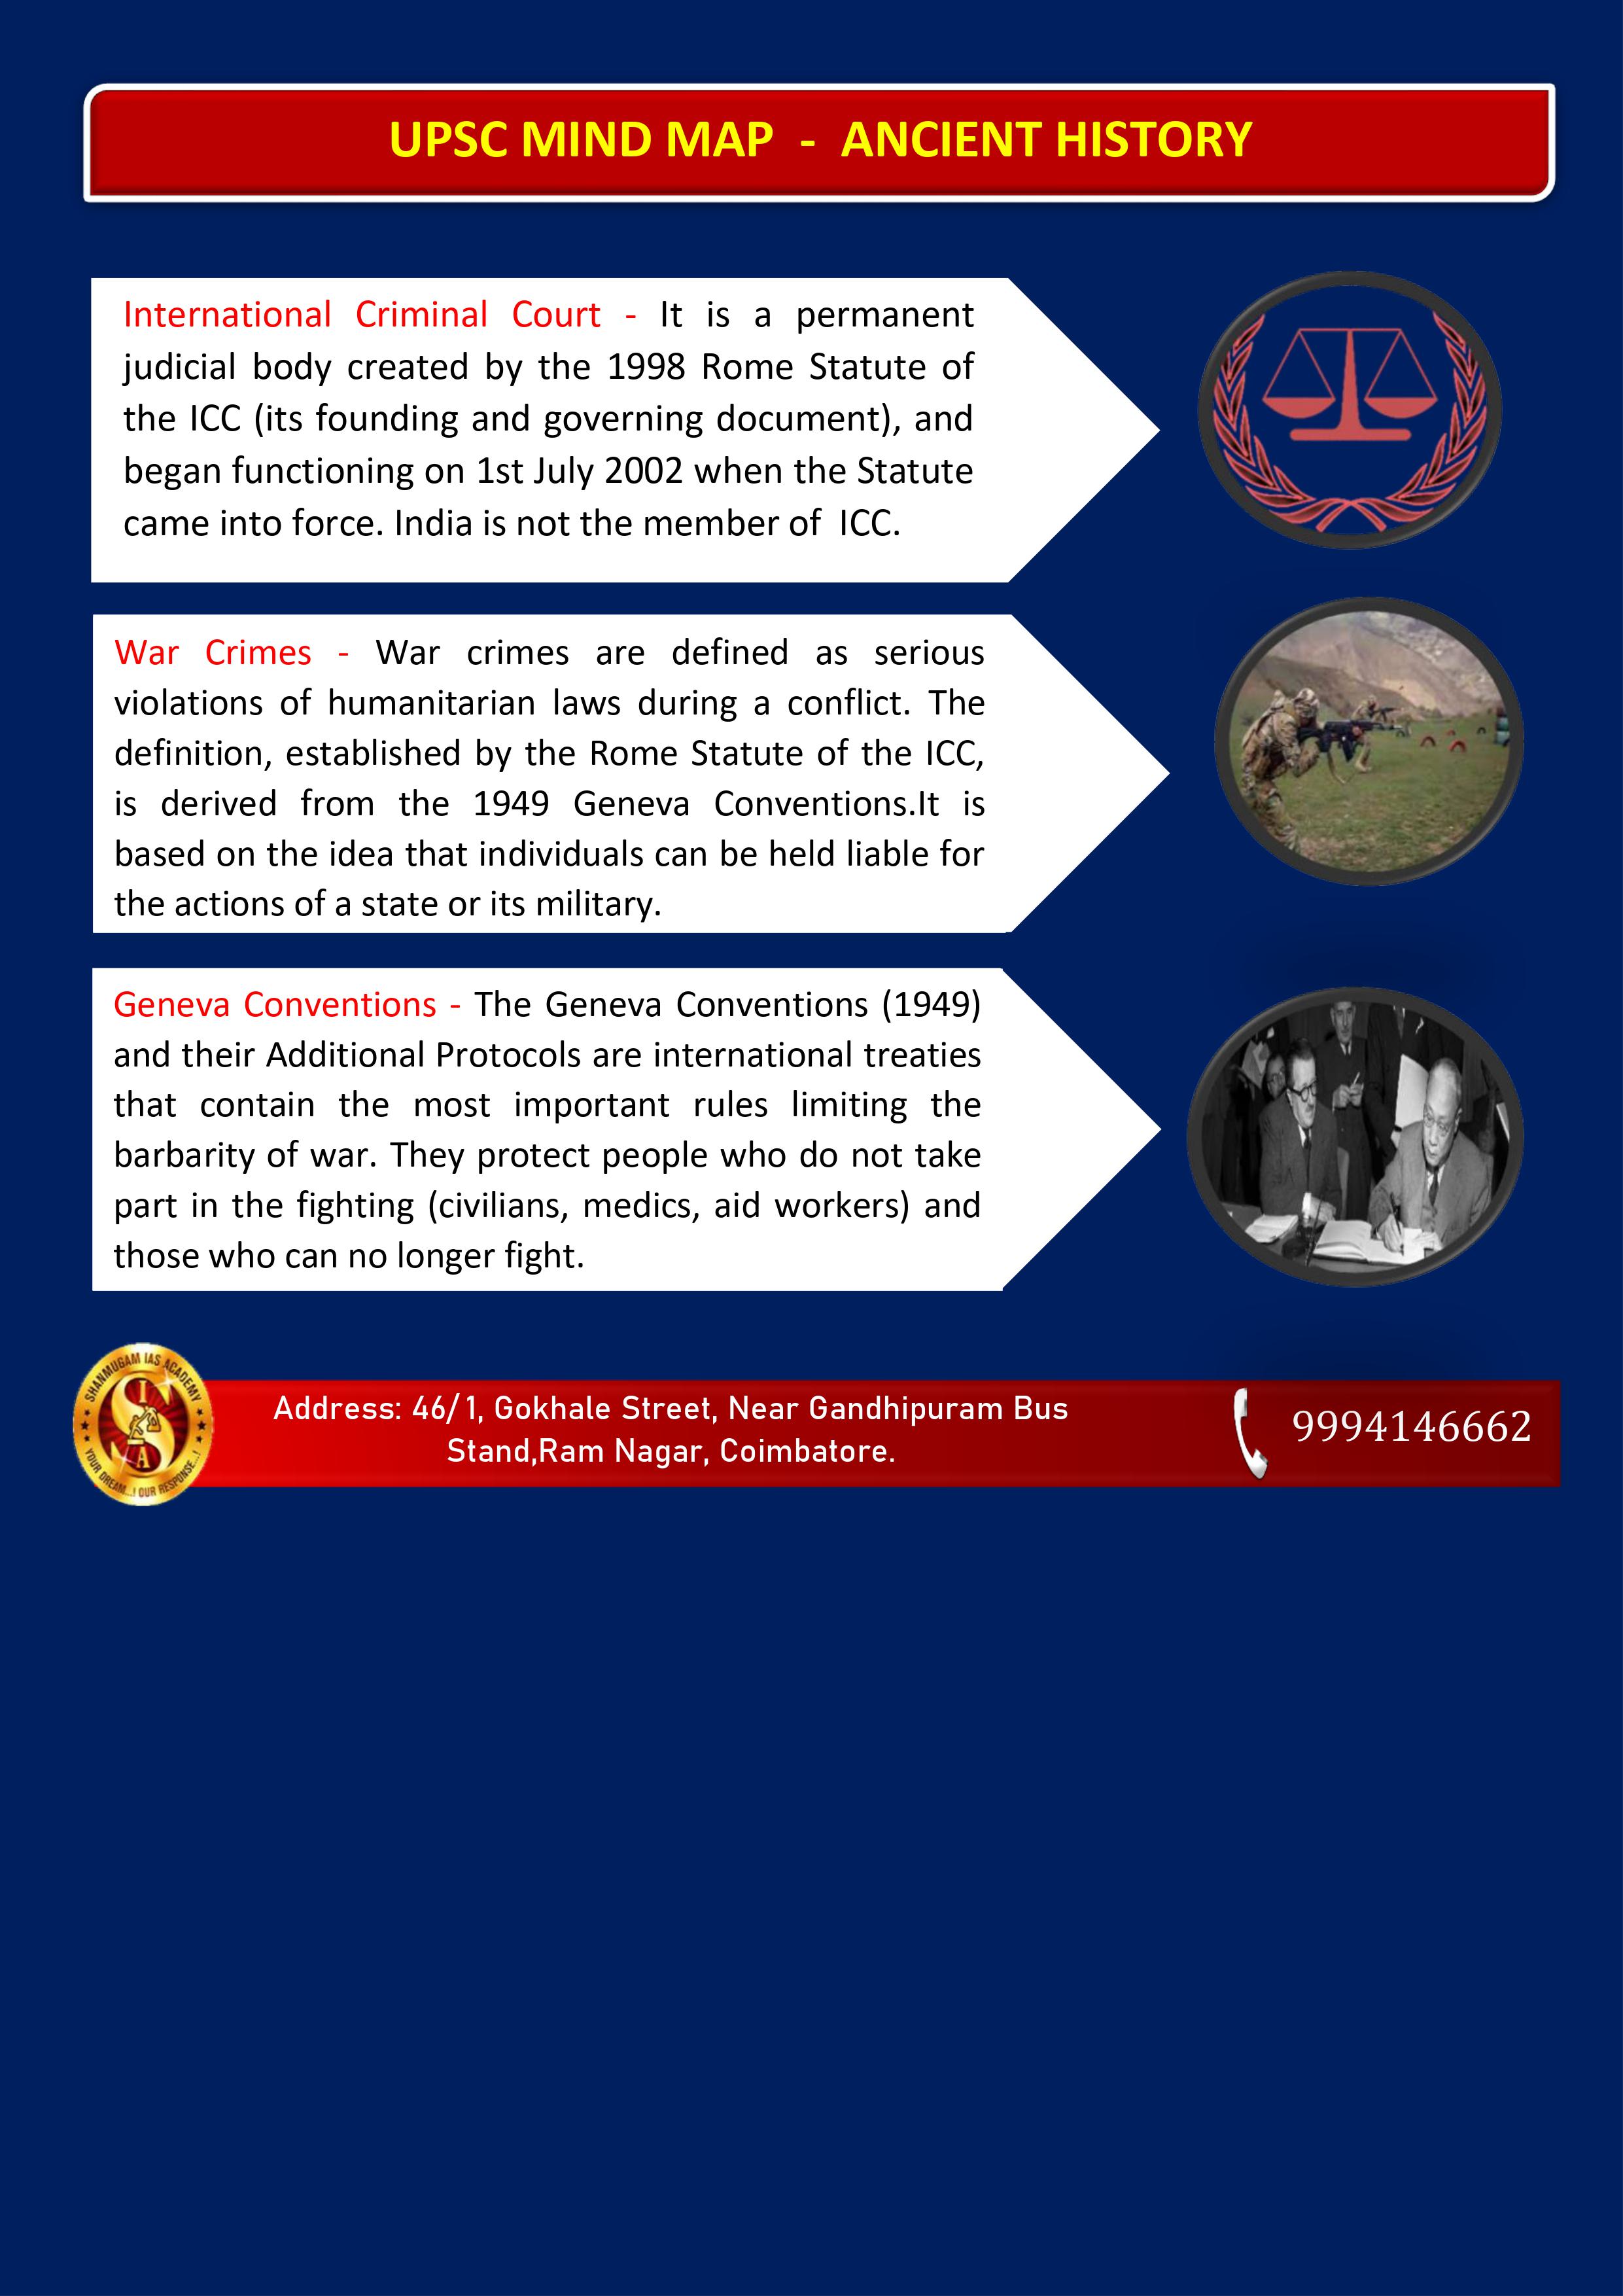 UPSC MIND MAP - ANCIENT HISTORY
International Criminal Court - It is a permanent
judicial body created by the 1998 Rome Statute of
the ICC (its founding and governing document), and
began functioning on 1st July 2002 when the Statute
came into force. India is not the member of ICC.
War Crimes - War crimes are defined as serious
violations of humanitarian laws during a conflict. The
definition, established by the Rome Statute of the ICC,
is derived from the 1949 Geneva Conventions.It is
based on the idea that individuals can be held liable for
the actions of a state or its military.
Geneva Conventions - The Geneva Conventions (1949)
and their Additional Protocols are international treaties
that contain the most important rules limiting the
barbarity of war. They protect people who do not take
part in the fighting (civilians, medics, aid workers) and
those who can no longer fight.
SHANMUGAM IAS ACADEMY
I
S
A
YOUR DREAM...! OUR RESPONSE...!
Address: 46/1, Gokhale Street, Near Gandhipuram Bus
Stand,Ram Nagar, Coimbatore.
9994146662